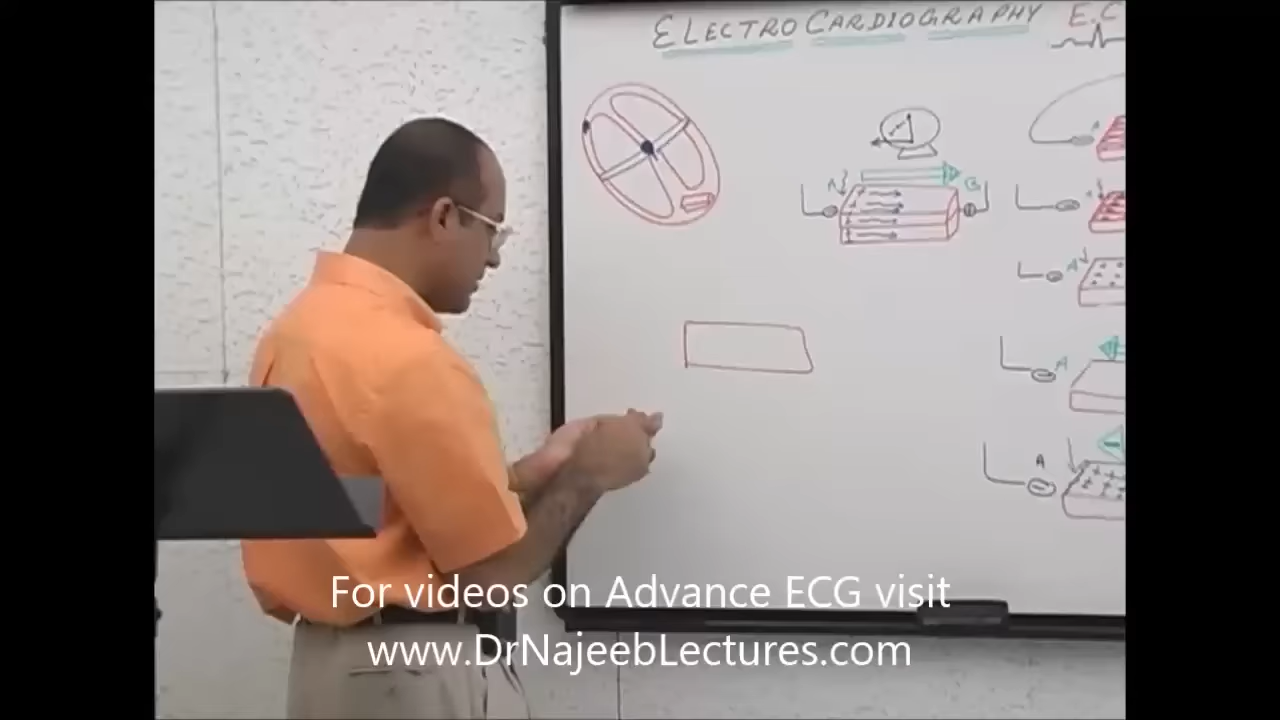 ELECTROCARDIOGRAPHY E.C
A
B
A
A
A
For videos on Advance ECG visit
www.DrNajeebLectures.com